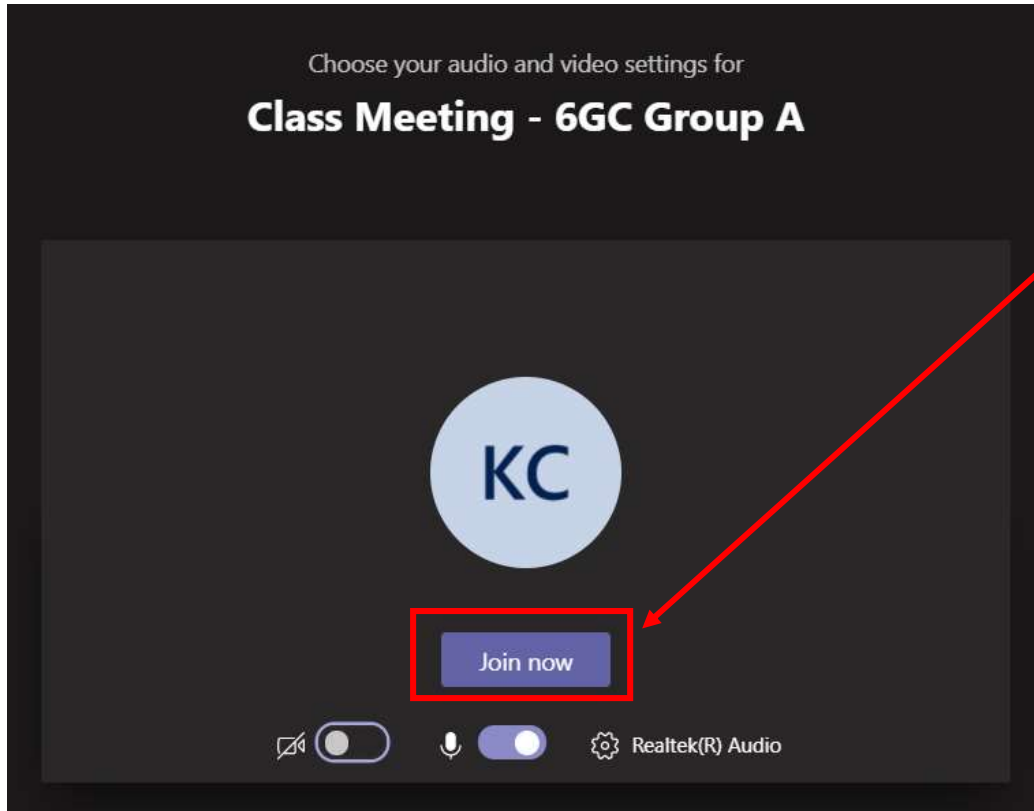 Choose your audio and video settings for
Class Meeting - 6GC Group A
KC
Join now
Realtek(R) Audio